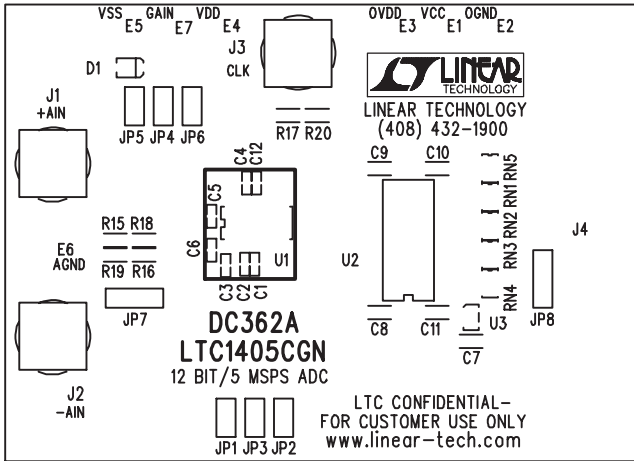 VSS GAIN VDD
E5 E7 E4
OVDD VCC OGND
E3 E1 E2
D1
J3
CLK
LINEAR
TECHNOLOGY
LINEAR TECHNOLOGY
(408) 432-1900
J1
+AIN
JP5 JP4 JP6
R17 R20
C4
C12
C9 C10
RN5
RN1
RN2
RN3
RN4
C5
C6
R15 R18
E6
AGND
R19 R16
U1
U2
J4
C3
C2
C1
JP7
C8 C11
U3
C7
JP8
DC362A
LTC1405CGN
12 BIT/5 MSPS ADC
J2
-AIN
JP1 JP3 JP2
LTC CONFIDENTIAL-
FOR CUSTOMER USE ONLY
www.linear-tech.com